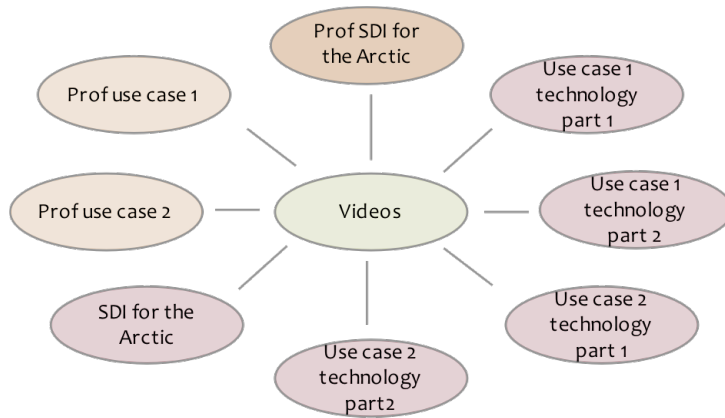 Prof SDI for
the Arctic
Prof use case 1
Use case 1
technology
part 1
Prof use case 2
Videos
Use case 1
technology
part 2
SDI for the
Arctic
Use case 2
technology
part2
Use case 2
technology
part 1